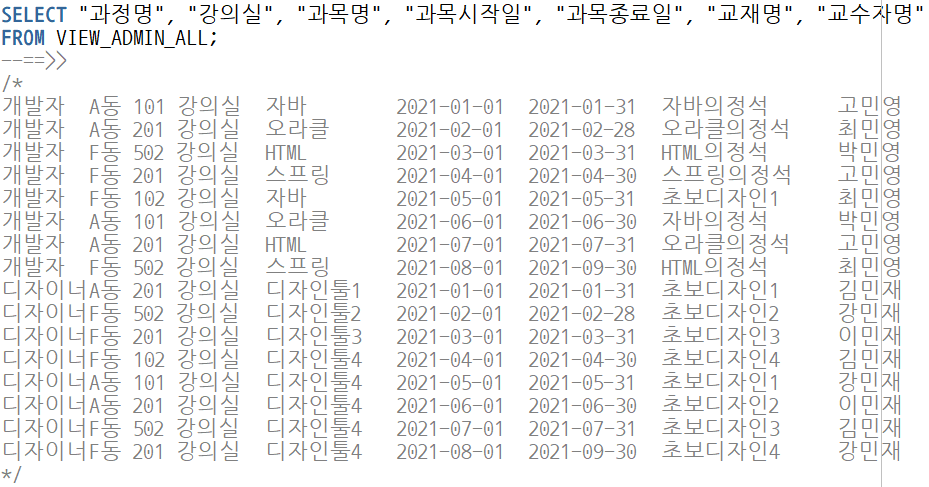 SELECT "과정명", "강의실", "과목명", "과목시작일", "과목종료일", "교재명", "교수자명"
FROM VIEW_ADMIN_ALL;
--==>>
/*
개발자 A동 101 강의실 자바 2021-01-01 2021-01-31 자바의정석 고민영
개발자 A동 201 강의실 오라클 2021-02-01 2021-02-28 오라클의정석 최민영
개발자 F동 502 강의실 HTML 2021-03-01 2021-03-31 HTML의정석 박민영
개발자 F동 201 강의실 스프링 2021-04-01 2021-04-30 스프링의정석 고민영
개발자 F동 102 강의실 자바 2021-05-01 2021-05-31 초보디자인1 최민영
개발자 A동 101 강의실 오라클 2021-06-01 2021-06-30 자바의정석 박민영
개발자 A동 201 강의실 HTML 2021-07-01 2021-07-31 오라클의정석 고민영
개발자 F동 502 강의실 스프링 2021-08-01 2021-09-30 HTML의정석 최민영
디자이너A동 201 강의실 디자인툴1 2021-01-01 2021-01-31 초보디자인1 김민재
디자이너F동 502 강의실 디자인툴2 2021-02-01 2021-02-28 초보디자인2 강민재
디자이너F동 201 강의실 디자인툴3 2021-03-01 2021-03-31 초보디자인3 이민재
디자이너F동 102 강의실 디자인툴4 2021-04-01 2021-04-30 초보디자인4 김민재
디자이너A동 101 강의실 디자인툴4 2021-05-01 2021-05-31 초보디자인1 강민재
디자이너A동 201 강의실 디자인툴4 2021-06-01 2021-06-30 초보디자인2 이민재
디자이너F동 502 강의실 디자인툴4 2021-07-01 2021-07-31 초보디자인3 김민재
디자이너F동 201 강의실 디자인툴4 2021-08-01 2021-09-30 초보디자인4 강민재
*/